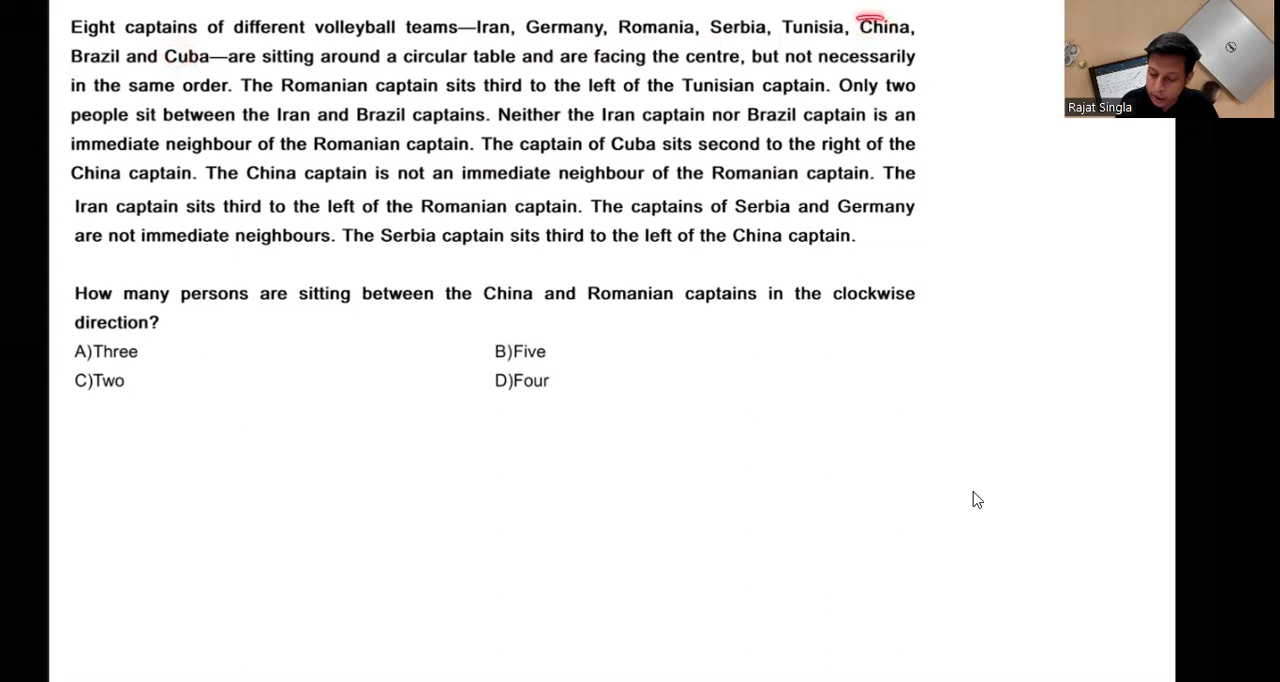 Eight captains of different volleyball teams—Iran, Germany, Romania, Serbia, Tunisia, China,
Brazil and Cuba—are sitting around a circular table and are facing the centre, but not necessarily
in the same order. The Romanian captain sits third to the left of the Tunisian captain. Only two
people sit between the Iran and Brazil captains. Neither the Iran captain nor Brazil captain is an
immediate neighbour of the Romanian captain. The captain of Cuba sits second to the right of the
China captain. The China captain is not an immediate neighbour of the Romanian captain. The
Iran captain sits third to the left of the Romanian captain. The captains of Serbia and Germany
are not immediate neighbours. The Serbia captain sits third to the left of the China captain.
How many persons are sitting between the China and Romanian captains in the clockwise
direction?
A)Three B)Five
C)Two D)Four
Rajat Singla